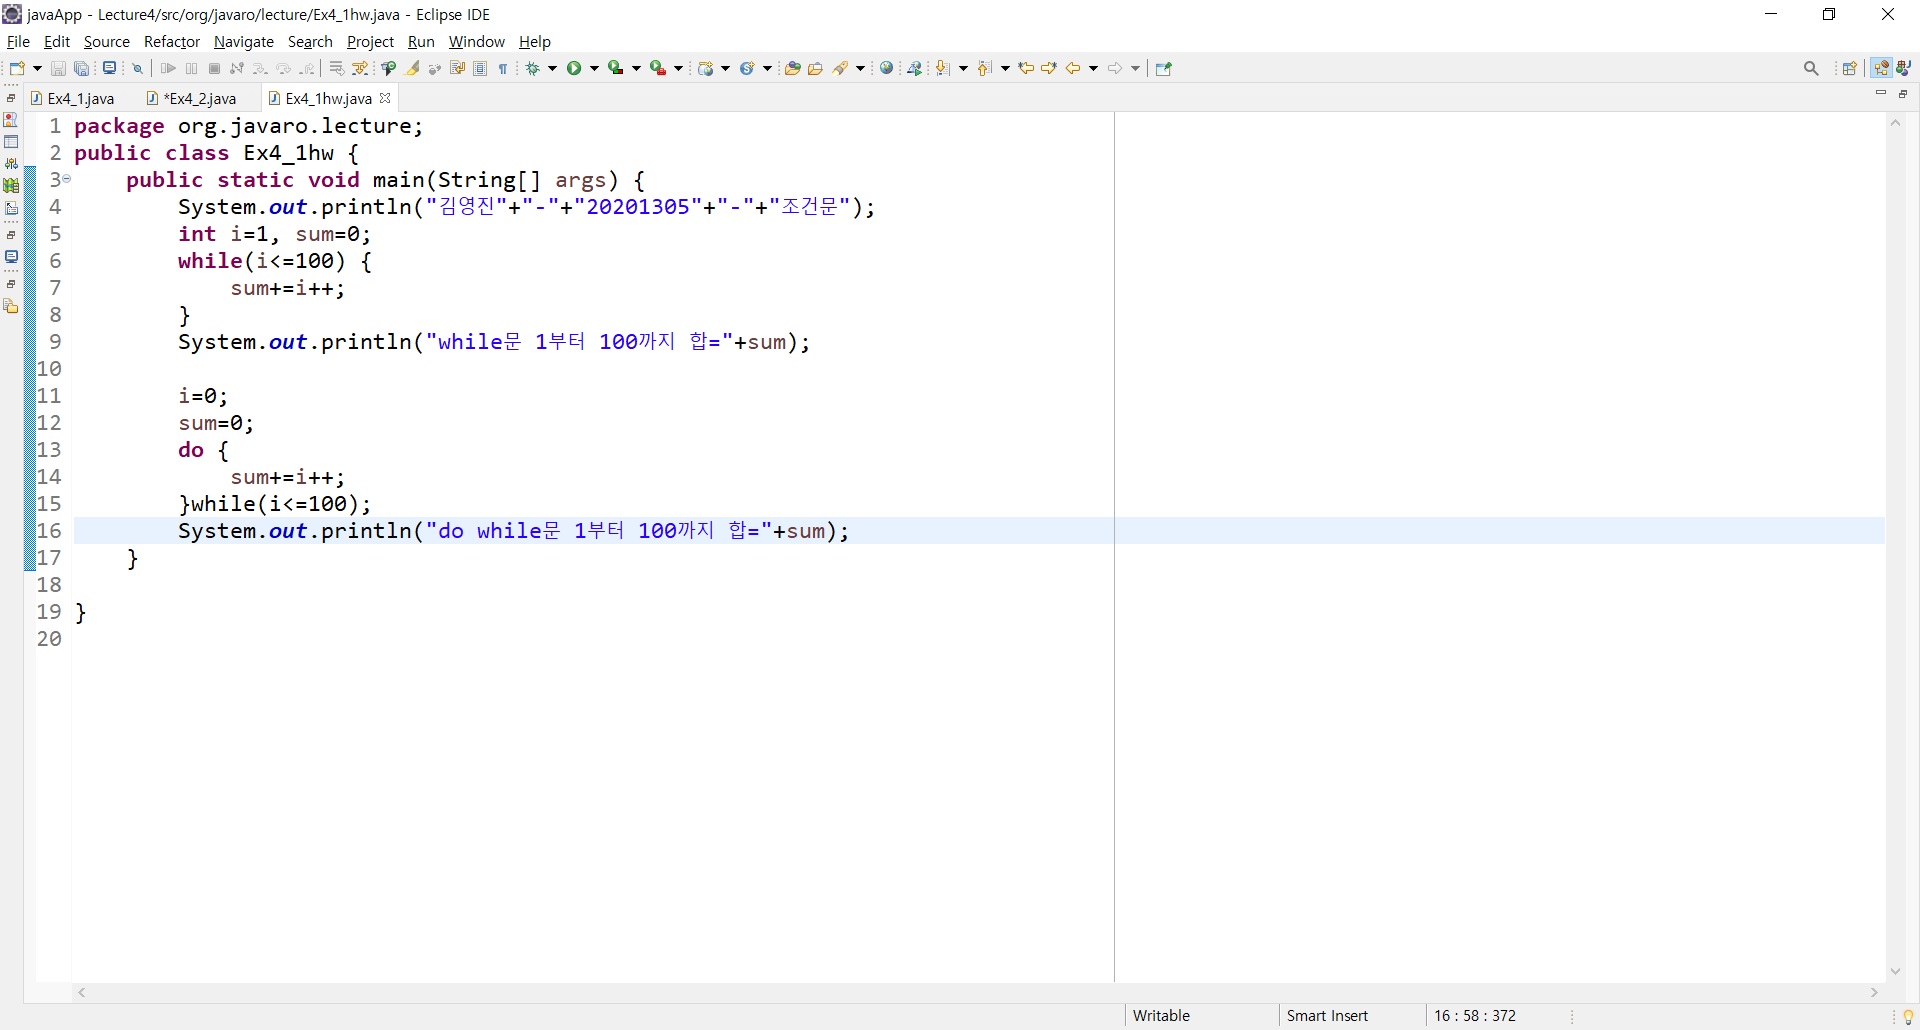 javaApp - Lecture4/src/org/javaro/lecture/Ex4_1hw.java - Eclipse IDE
File Edit Source Refactor Navigate Search Project Run Window Help
Ex4_1.java *Ex4_2.java Ex4_1hw.java
1 package org.javaro.lecture;
2 public class Ex4_1hw {
3 public static void main(String[] args) {
4 System.out.println("김영진"+"-"+"20201305"+"-"+"조건문");
5 int i=1, sum=0;
6 while(i<=100) {
7 sum+=i++;
8 }
9 System.out.println("while문 1부터 100까지 합="+sum);
10
11 i=0;
12 sum=0;
13 do {
14 sum+=i++;
15 }while(i<=100);
16 System.out.println("do while문 1부터 100까지 합="+sum);
17 }
18
19 }
20
Writable Smart Insert 16 : 58 : 372